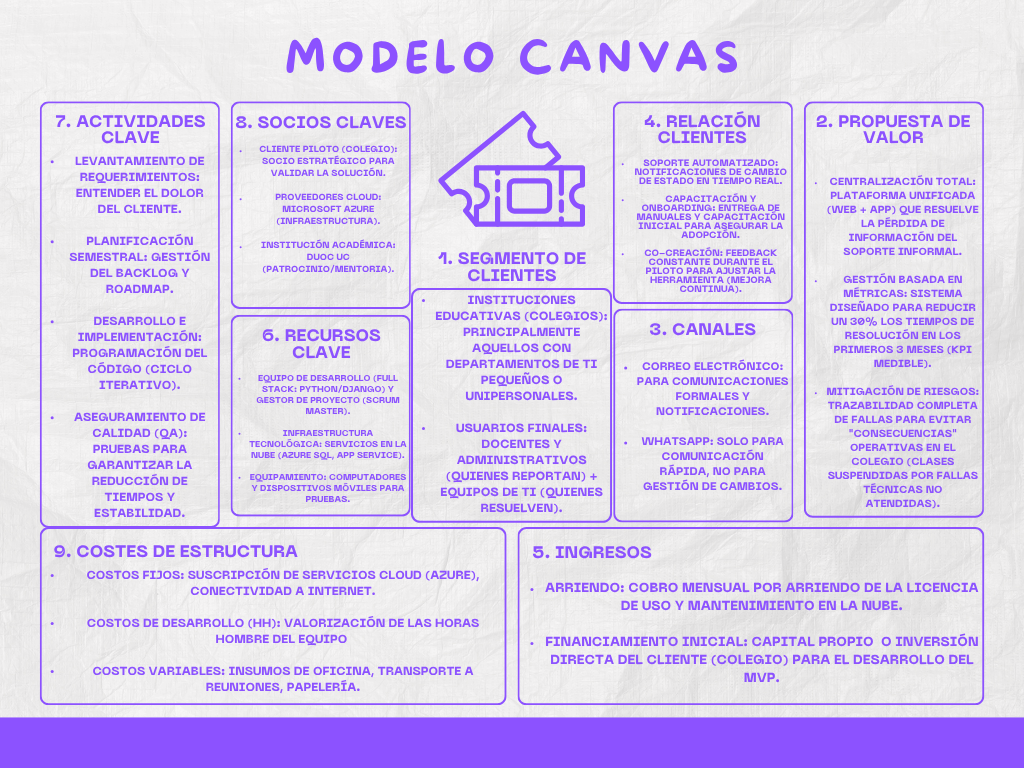 MODELO CANVAS
7. ACTIVIDADES
CLAVE
• LEVANTAMIENTO DE
REQUERIMIENTOS:
ENTENDER EL DOLOR
DEL CLIENTE.
• PLANIFICACIÓN
SEMESTRAL: GESTIÓN
DEL BACKLOG Y
ROADMAP.
• DESARROLLO E
IMPLEMENTACIÓN:
PROGRAMACIÓN DEL
CÓDIGO (CICLO
ITERATIVO).
• ASEGURAMIENTO DE
CALIDAD (QA):
PRUEBAS PARA
GARANTIZAR LA
REDUCCIÓN DE
TIEMPOS Y
ESTABILIDAD.
8. SOCIOS CLAVES
• CLIENTE PILOTO (COLEGIO):
SOCIO ESTRATÉGICO PARA
VALIDAR LA SOLUCIÓN.
• PROVEEDORES CLOUD:
MICROSOFT AZURE
(INFRAESTRUCTURA).
• INSTITUCIÓN ACADÉMICA:
DUOC UC
(PATROCINIO/MENTORIA).
6. RECURSOS
CLAVE
• EQUIPO DE DESARROLLO (FULL
STACK: PYTHON/DJANGO) Y
GESTOR DE PROYECTO (SCRUM
MASTER).
• INFRAESTRUCTURA
TECNOLÓGICA: SERVICIOS EN LA
NUBE (AZURE SQL, APP SERVICE).
• EQUIPAMIENTO: COMPUTADORES
Y DISPOSITIVOS MÓVILES PARA
PRUEBAS.
1. SEGMENTO DE
CLIENTES
• INSTITUCIONES
EDUCATIVAS (COLEGIOS):
PRINCIPALMENTE
AQUELLOS CON
DEPARTAMENTOS DE TI
PEQUEÑOS O
UNIPERSONALES.
• USUARIOS FINALES:
DOCENTES Y
ADMINISTRATIVOS
(QUIENES REPORTAN) +
EQUIPOS DE TI (QUIENES
RESUELVEN).
4. RELACIÓN
CLIENTES
• SOPORTE AUTOMATIZADO:
NOTIFICACIONES DE CAMBIO
DE ESTADO EN TIEMPO REAL.
• CAPACITACIÓN Y
ONBOARDING: ENTREGA DE
MANUALES Y CAPACITACIÓN
INICIAL PARA ASEGURAR LA
ADOPCIÓN.
• CO-CREACIÓN: FEEDBACK
CONSTANTE DURANTE EL
PILOTO PARA AJUSTAR LA
HERRAMIENTA (MEJORA
CONTINUA).
3. CANALES
• CORREO ELECTRÓNICO:
PARA COMUNICACIONES
FORMALES Y
NOTIFICACIONES.
• WHATSAPP: SOLO PARA
COMUNICACIÓN
RÁPIDA, NO PARA
GESTIÓN DE CAMBIOS.
2. PROPUESTA DE
VALOR
• CENTRALIZACIÓN TOTAL:
PLATAFORMA UNIFICADA
(WEB + APP) QUE RESUELVE
LA PÉRDIDA DE
INFORMACIÓN DEL
SOPORTE INFORMAL.
• GESTIÓN BASADA EN
MÉTRICAS: SISTEMA
DISEÑADO PARA REDUCIR
UN 30% LOS TIEMPOS DE
RESOLUCIÓN EN LOS
PRIMEROS 3 MESES (KPI
MEDIBLE).
• MITIGACIÓN DE RIESGOS:
TRAZABILIDAD COMPLETA
DE FALLAS PARA EVITAR
"CONSECUENCIAS"
OPERATIVAS EN EL
COLEGIO (CLASES
SUSPENDIDAS POR FALLAS
TÉCNICAS NO
ATENDIDAS).
9. COSTES DE ESTRUCTURA
• COSTOS FIJOS: SUSCRIPCIÓN DE SERVICIOS CLOUD (AZURE),
CONECTIVIDAD A INTERNET.
• COSTOS DE DESARROLLO (HH): VALORIZACIÓN DE LAS HORAS
HOMBRE DEL EQUIPO
• COSTOS VARIABLES: INSUMOS DE OFICINA, TRANSPORTE A
REUNIONES, PAPELERÍA.
5. INGRESOS
• ARRIENDO: COBRO MENSUAL POR ARRIENDO DE LA LICENCIA
DE USO Y MANTENIMIENTO EN LA NUBE.
• FINANCIAMIENTO INICIAL: CAPITAL PROPIO O INVERSIÓN
DIRECTA DEL CLIENTE (COLEGIO) PARA EL DESARROLLO DEL
MVP.